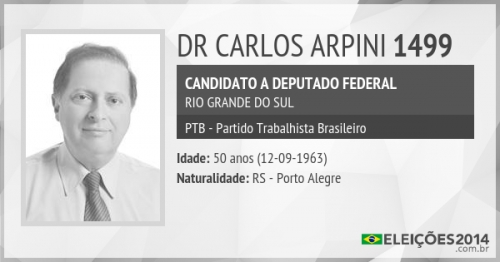 DR CARLOS ARPINI 1499
CANDIDATO A DEPUTADO FEDERAL
RIO GRANDE DO SUL
PTB - Partido Trabalhista Brasileiro
Idade: 50 anos (12-09-1963)
Naturalidade: RS - Porto Alegre
ELEIÇÕES2014
.com.br